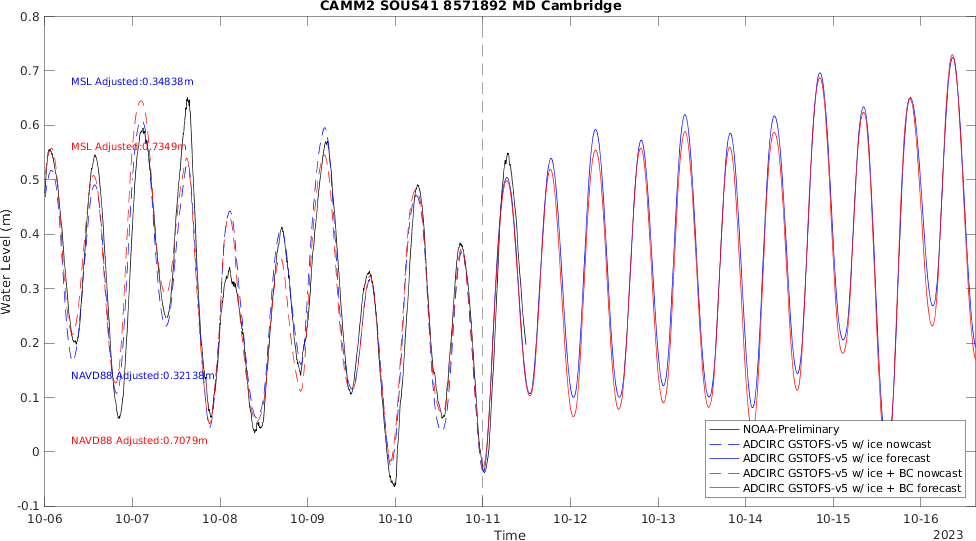 CAMM2 SOUS41 8571892 MD Cambridge
0.8
0.7
0.6
0.5
0.4
0.3
0.2
0.1
0
-0.1
Water Level (m)
MSL Adjusted:0.34838m
MSL Adjusted:0.7349m
NAVD88 Adjusted:0.32138m
NAVD88 Adjusted:0.7079m
NOAA-Preliminary
ADCIRC GSTOFS-v5 w/ ice nowcast
ADCIRC GSTOFS-v5 w/ ice forecast
ADCIRC GSTOFS-v5 w/ ice + BC nowcast
ADCIRC GSTOFS-v5 w/ ice + BC forecast
10-06 10-07 10-08 10-09 10-10 10-11 10-12 10-13 10-14 10-15 10-16
Time
2023